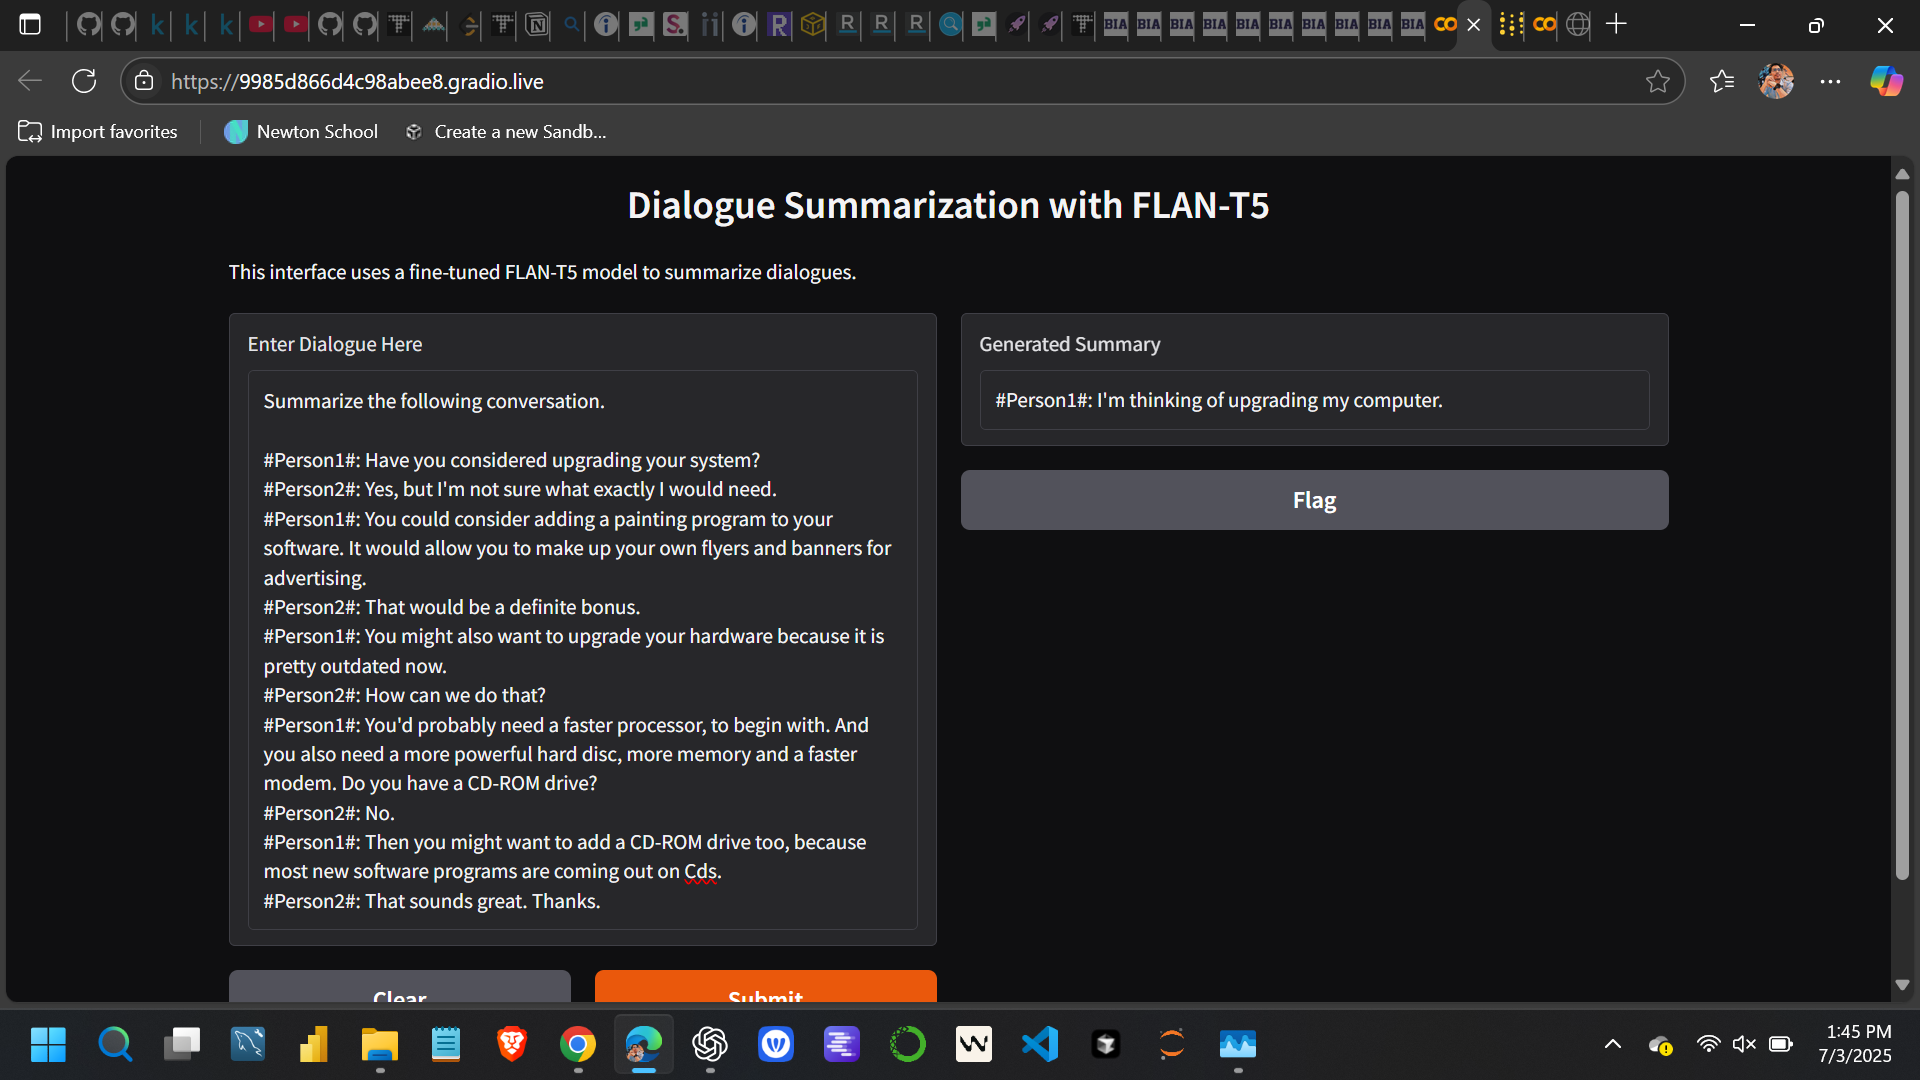 https://9985d866d4c98abee8.gradio.live
Import favorites
Newton School
Create a new Sandb...
Dialogue Summarization with FLAN-T5
This interface uses a fine-tuned FLAN-T5 model to summarize dialogues.
Enter Dialogue Here
Summarize the following conversation.
#Person1#: Have you considered upgrading your system?
#Person2#: Yes, but I'm not sure what exactly I would need.
#Person1#: You could consider adding a painting program to your
software. It would allow you to make up your own flyers and banners for
advertising.
#Person2#: That would be a definite bonus.
#Person1#: You might also want to upgrade your hardware because it is
pretty outdated now.
#Person2#: How can we do that?
#Person1#: You'd probably need a faster processor, to begin with. And
you also need a more powerful hard disc, more memory and a faster
modem. Do you have a CD-ROM drive?
#Person2#: No.
#Person1#: Then you might want to add a CD-ROM drive too, because
most new software programs are coming out on Cds.
#Person2#: That sounds great. Thanks.
Clear
Submit
Generated Summary
#Person1#: I'm thinking of upgrading my computer.
Flag
1:45 PM
7/3/2025